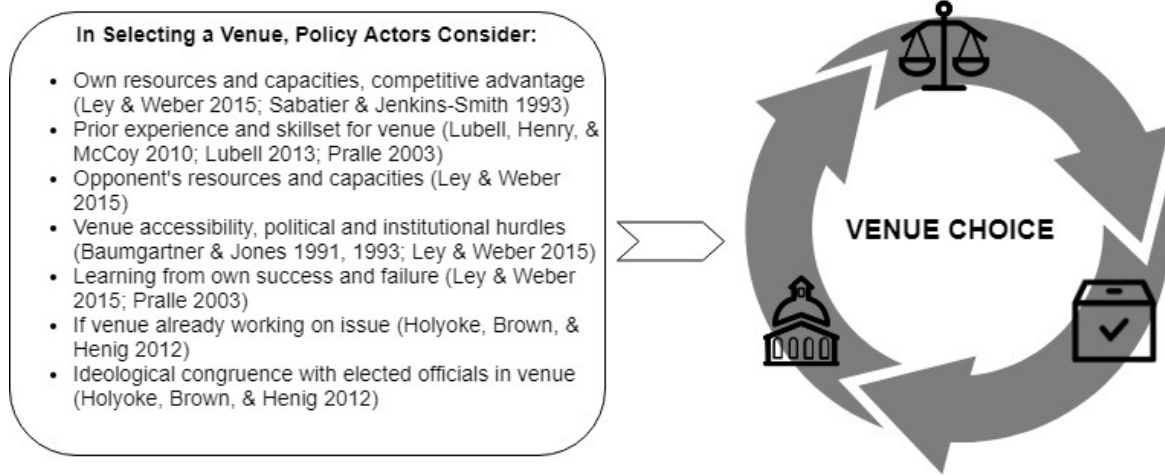 In Selecting a Venue, Policy Actors Consider:
• Own resources and capacities, competitive advantage
(Ley & Weber 2015; Sabatier & Jenkins-Smith 1993)
• Prior experience and skillset for venue (Lubell, Henry, &
McCoy 2010; Lubell 2013; Pralle 2003)
• Opponent's resources and capacities (Ley & Weber
2015)
• Venue accessibility, political and institutional hurdles
(Baumgartner & Jones 1991, 1993; Ley & Weber 2015)
• Learning from own success and failure (Ley & Weber
2015; Pralle 2003)
• If venue already working on issue (Holyoke, Brown, &
Henig 2012)
• Ideological congruence with elected officials in venue
(Holyoke, Brown, & Henig 2012)
VENUE CHOICE